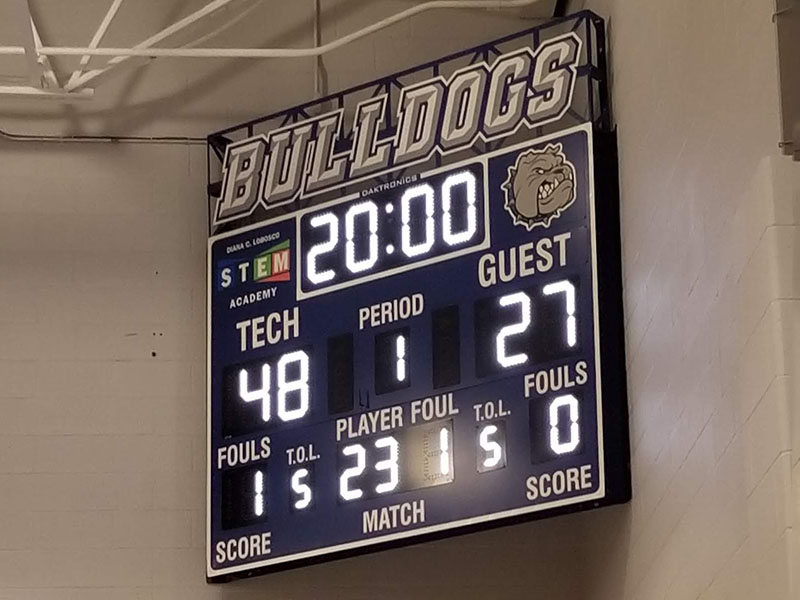 BULLDOGS
DAKTRONICS
20:00
DIANA C. LOBOSCO
STEM
ACADEMY
TECH
PERIOD
GUEST
48
1
27
FOULS
PLAYER FOUL
FOULS
T.O.L.
T.O.L.
1
5
23
1
5
0
SCORE
MATCH
SCORE